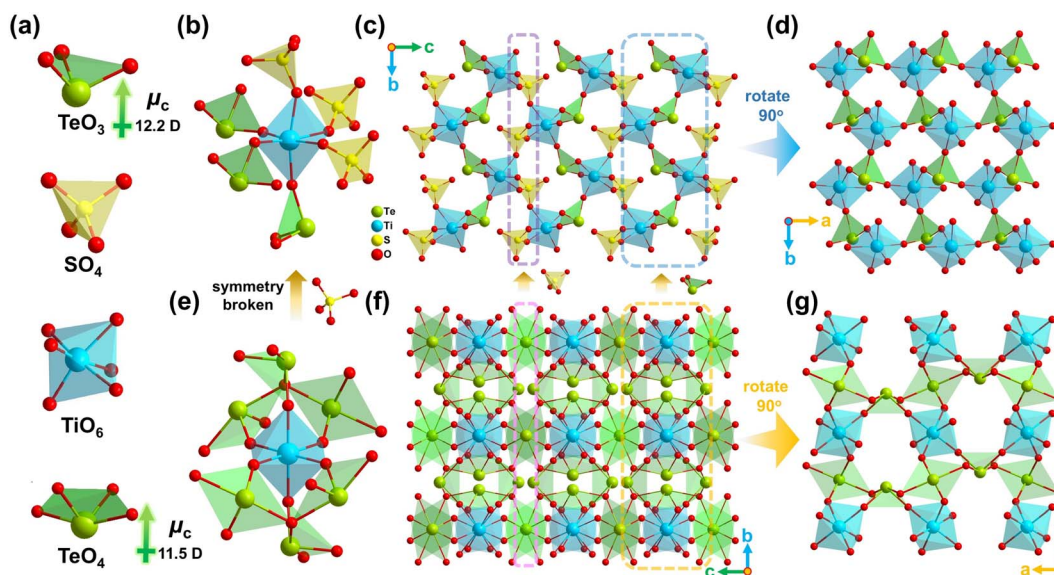 (a)
TeO3
μc
12.2 D
SO4
TiO6
TeO4
μc
11.5 D
(b)
symmetry
broken
(e)
(c)
c
b
Te
Ti
S
O
rotate
90°
(d)
a
b
(f)
b
c
rotate
90°
(g)
a